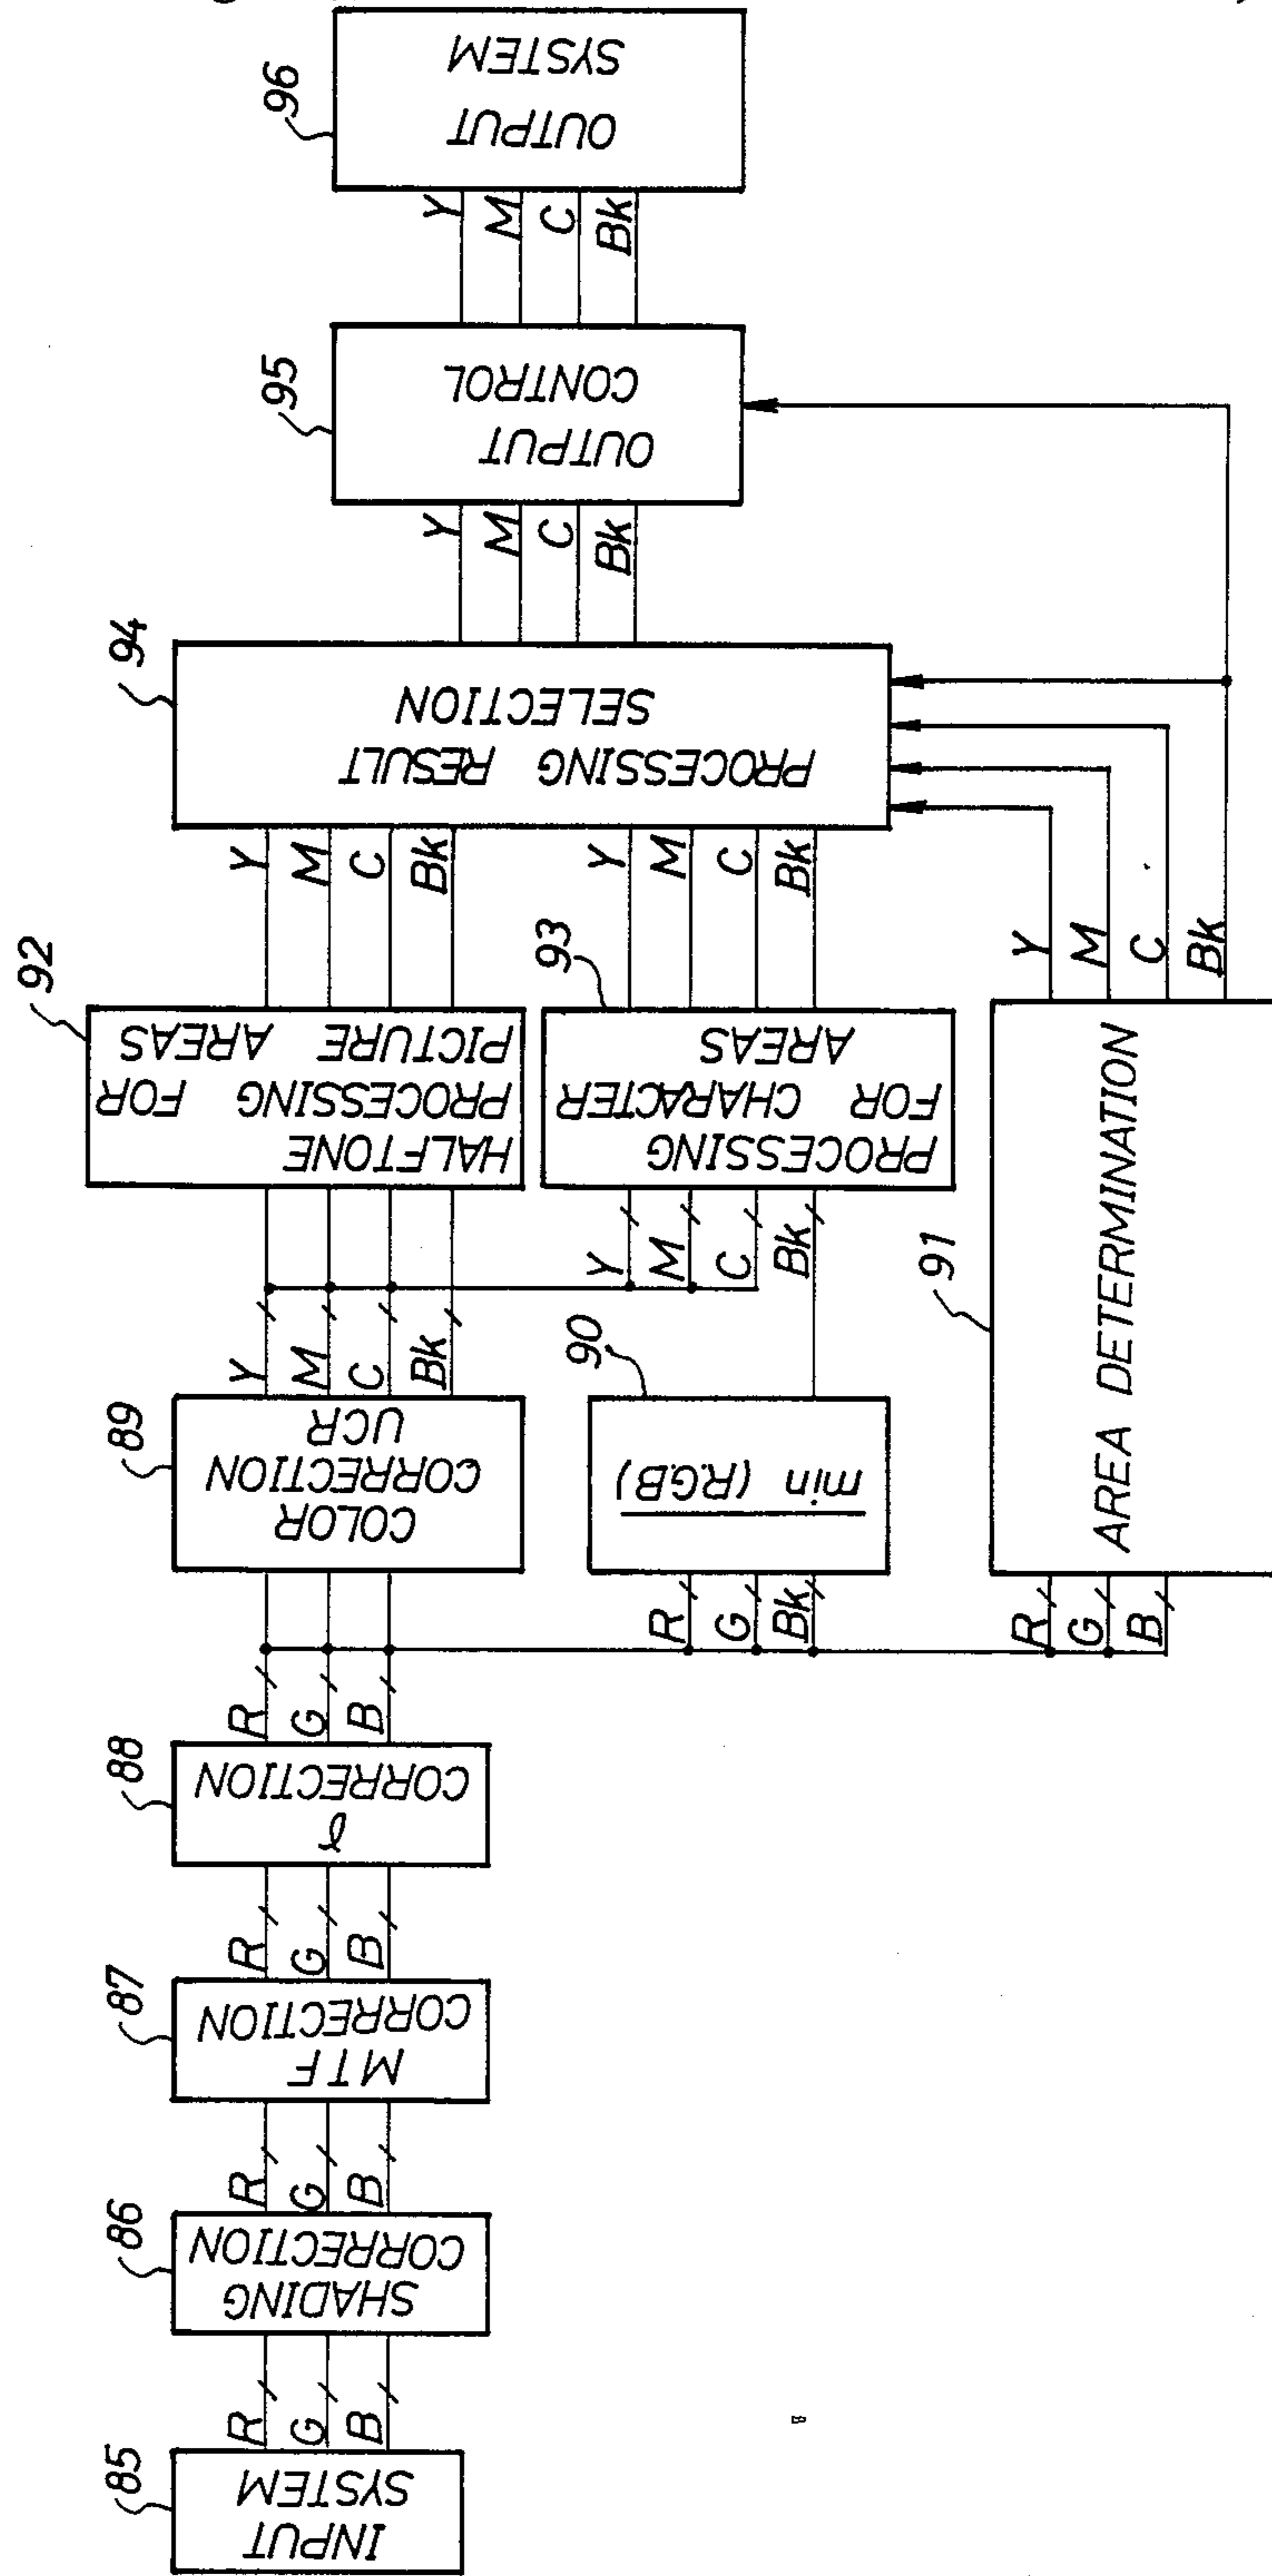 85
INPUT
SYSTEM
R
G
B
86
SHADING
CORRECTION
R
G
B
87
MTF
CORRECTION
R
G
B
88
γ
CORRECTION
R
G
B
89
COLOR
CORRECTION
UCR
Y
M
C
Bk
R
G
Bk
90
min (R.G.B)
Y
M
C
Bk
R
G
B
91
AREA DETERMINATION
Y
M
C
Bk
92
HALFTONE
PROCESSING FOR
PICTURE AREAS
Y
M
C
Bk
93
PROCESSING
FOR CHARACTER
AREAS
Y
M
C
Bk
94
PROCESSING RESULT
SELECTION
Y
M
C
Bk
95
OUTPUT
CONTROL
Y
M
C
Bk
96
OUTPUT
SYSTEM